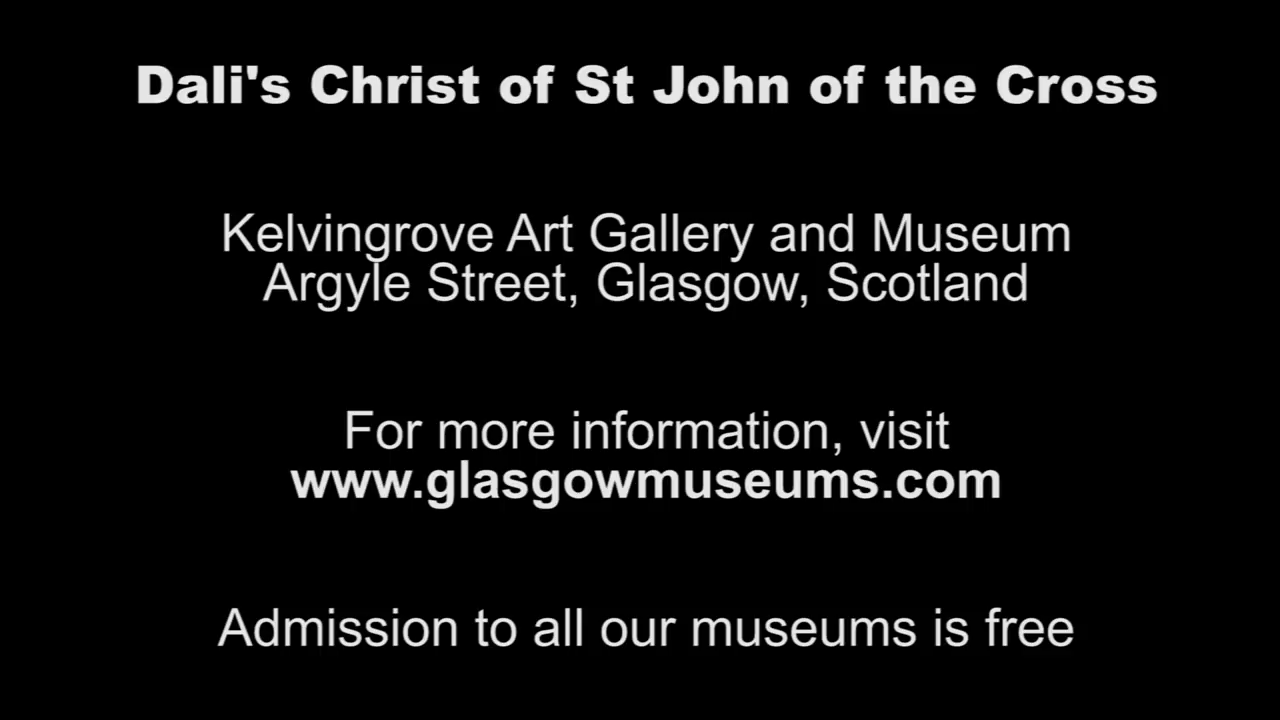 Dali's Christ of St John of the Cross
Kelvingrove Art Gallery and Museum
Argyle Street, Glasgow, Scotland
For more information, visit
www.glasgowmuseums.com
Admission to all our museums is free